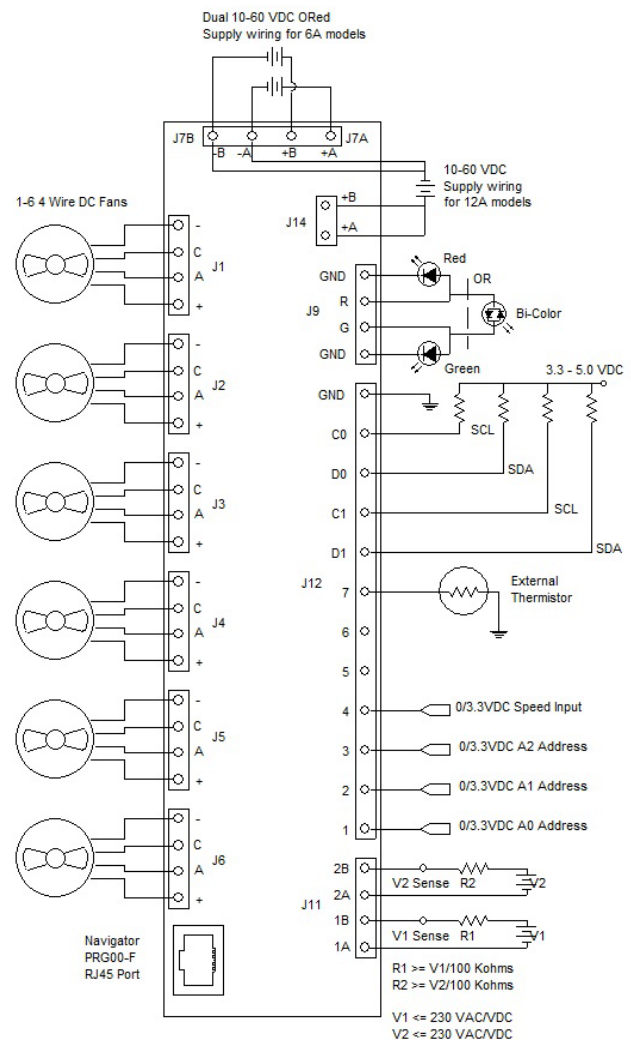 Dual 10-60 VDC ORed
Supply wiring for 6A models
J7B
J7A
-B -A +B +A
10-60 VDC
Supply wiring
for 12A models
1-6 4 Wire DC Fans
J14
+B
+A
-
C
A
+
J1
-
C
A
+
J2
-
C
A
+
J3
-
C
A
+
J4
-
C
A
+
J5
-
C
A
+
J6
J9
GND
R
G
GND
Red
OR
Bi-Color
Green
3.3 - 5.0 VDC
J12
GND
C0
SCL
D0
SDA
C1
SCL
D1
SDA
7
External
Thermistor
6
5
4
0/3.3VDC Speed Input
3
0/3.3VDC A2 Address
2
0/3.3VDC A1 Address
1
0/3.3VDC A0 Address
J11
2B
2A
V2 Sense R2 V2
1B
1A
V1 Sense R1 V1
R1 >= V1/100 Kohms
R2 >= V2/100 Kohms
V1 <= 230 VAC/VDC
V2 <= 230 VAC/VDC
Navigator
PRG00-F
RJ45 Port